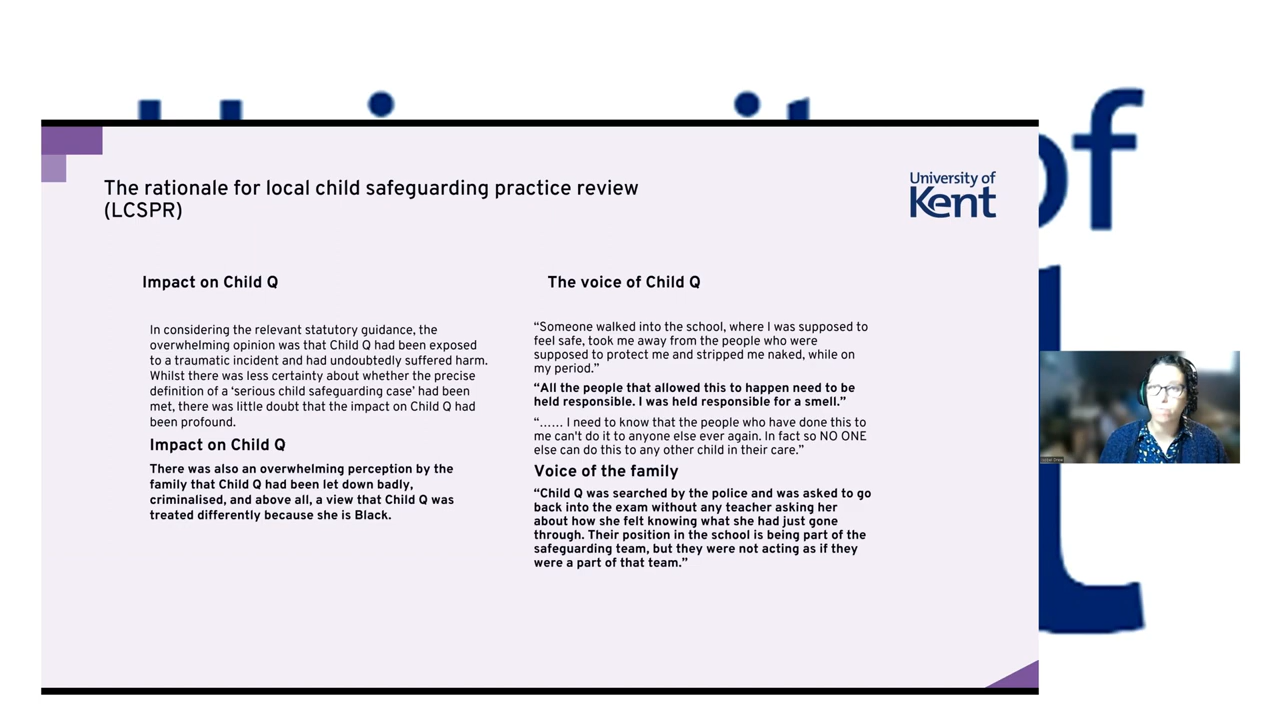 The rationale for local child safeguarding practice review
(LCSPR)
University of
Kent
Impact on Child Q
In considering the relevant statutory guidance, the
overwhelming opinion was that Child Q had been exposed
to a traumatic incident and had undoubtedly suffered harm.
Whilst there was less certainty about whether the precise
definition of a ‘serious child safeguarding case’ had been
met, there was little doubt that the impact on Child Q had
been profound.
Impact on Child Q
There was also an overwhelming perception by the
family that Child Q had been let down badly,
criminalised, and above all, a view that Child Q was
treated differently because she is Black.
The voice of Child Q
“Someone walked into the school, where I was supposed to
feel safe, took me away from the people who were
supposed to protect me and stripped me naked, while on
my period.”
“All the people that allowed this to happen need to be
held responsible. I was held responsible for a smell.”
“…… I need to know that the people who have done this to
me can't do it to anyone else ever again. In fact so NO ONE
else can do this to any other child in their care.”
Voice of the family
“Child Q was searched by the police and was asked to go
back into the exam without any teacher asking her
about how she felt knowing what she had just gone
through. Their position in the school is being part of the
safeguarding team, but they were not acting as if they
were a part of that team.”
of